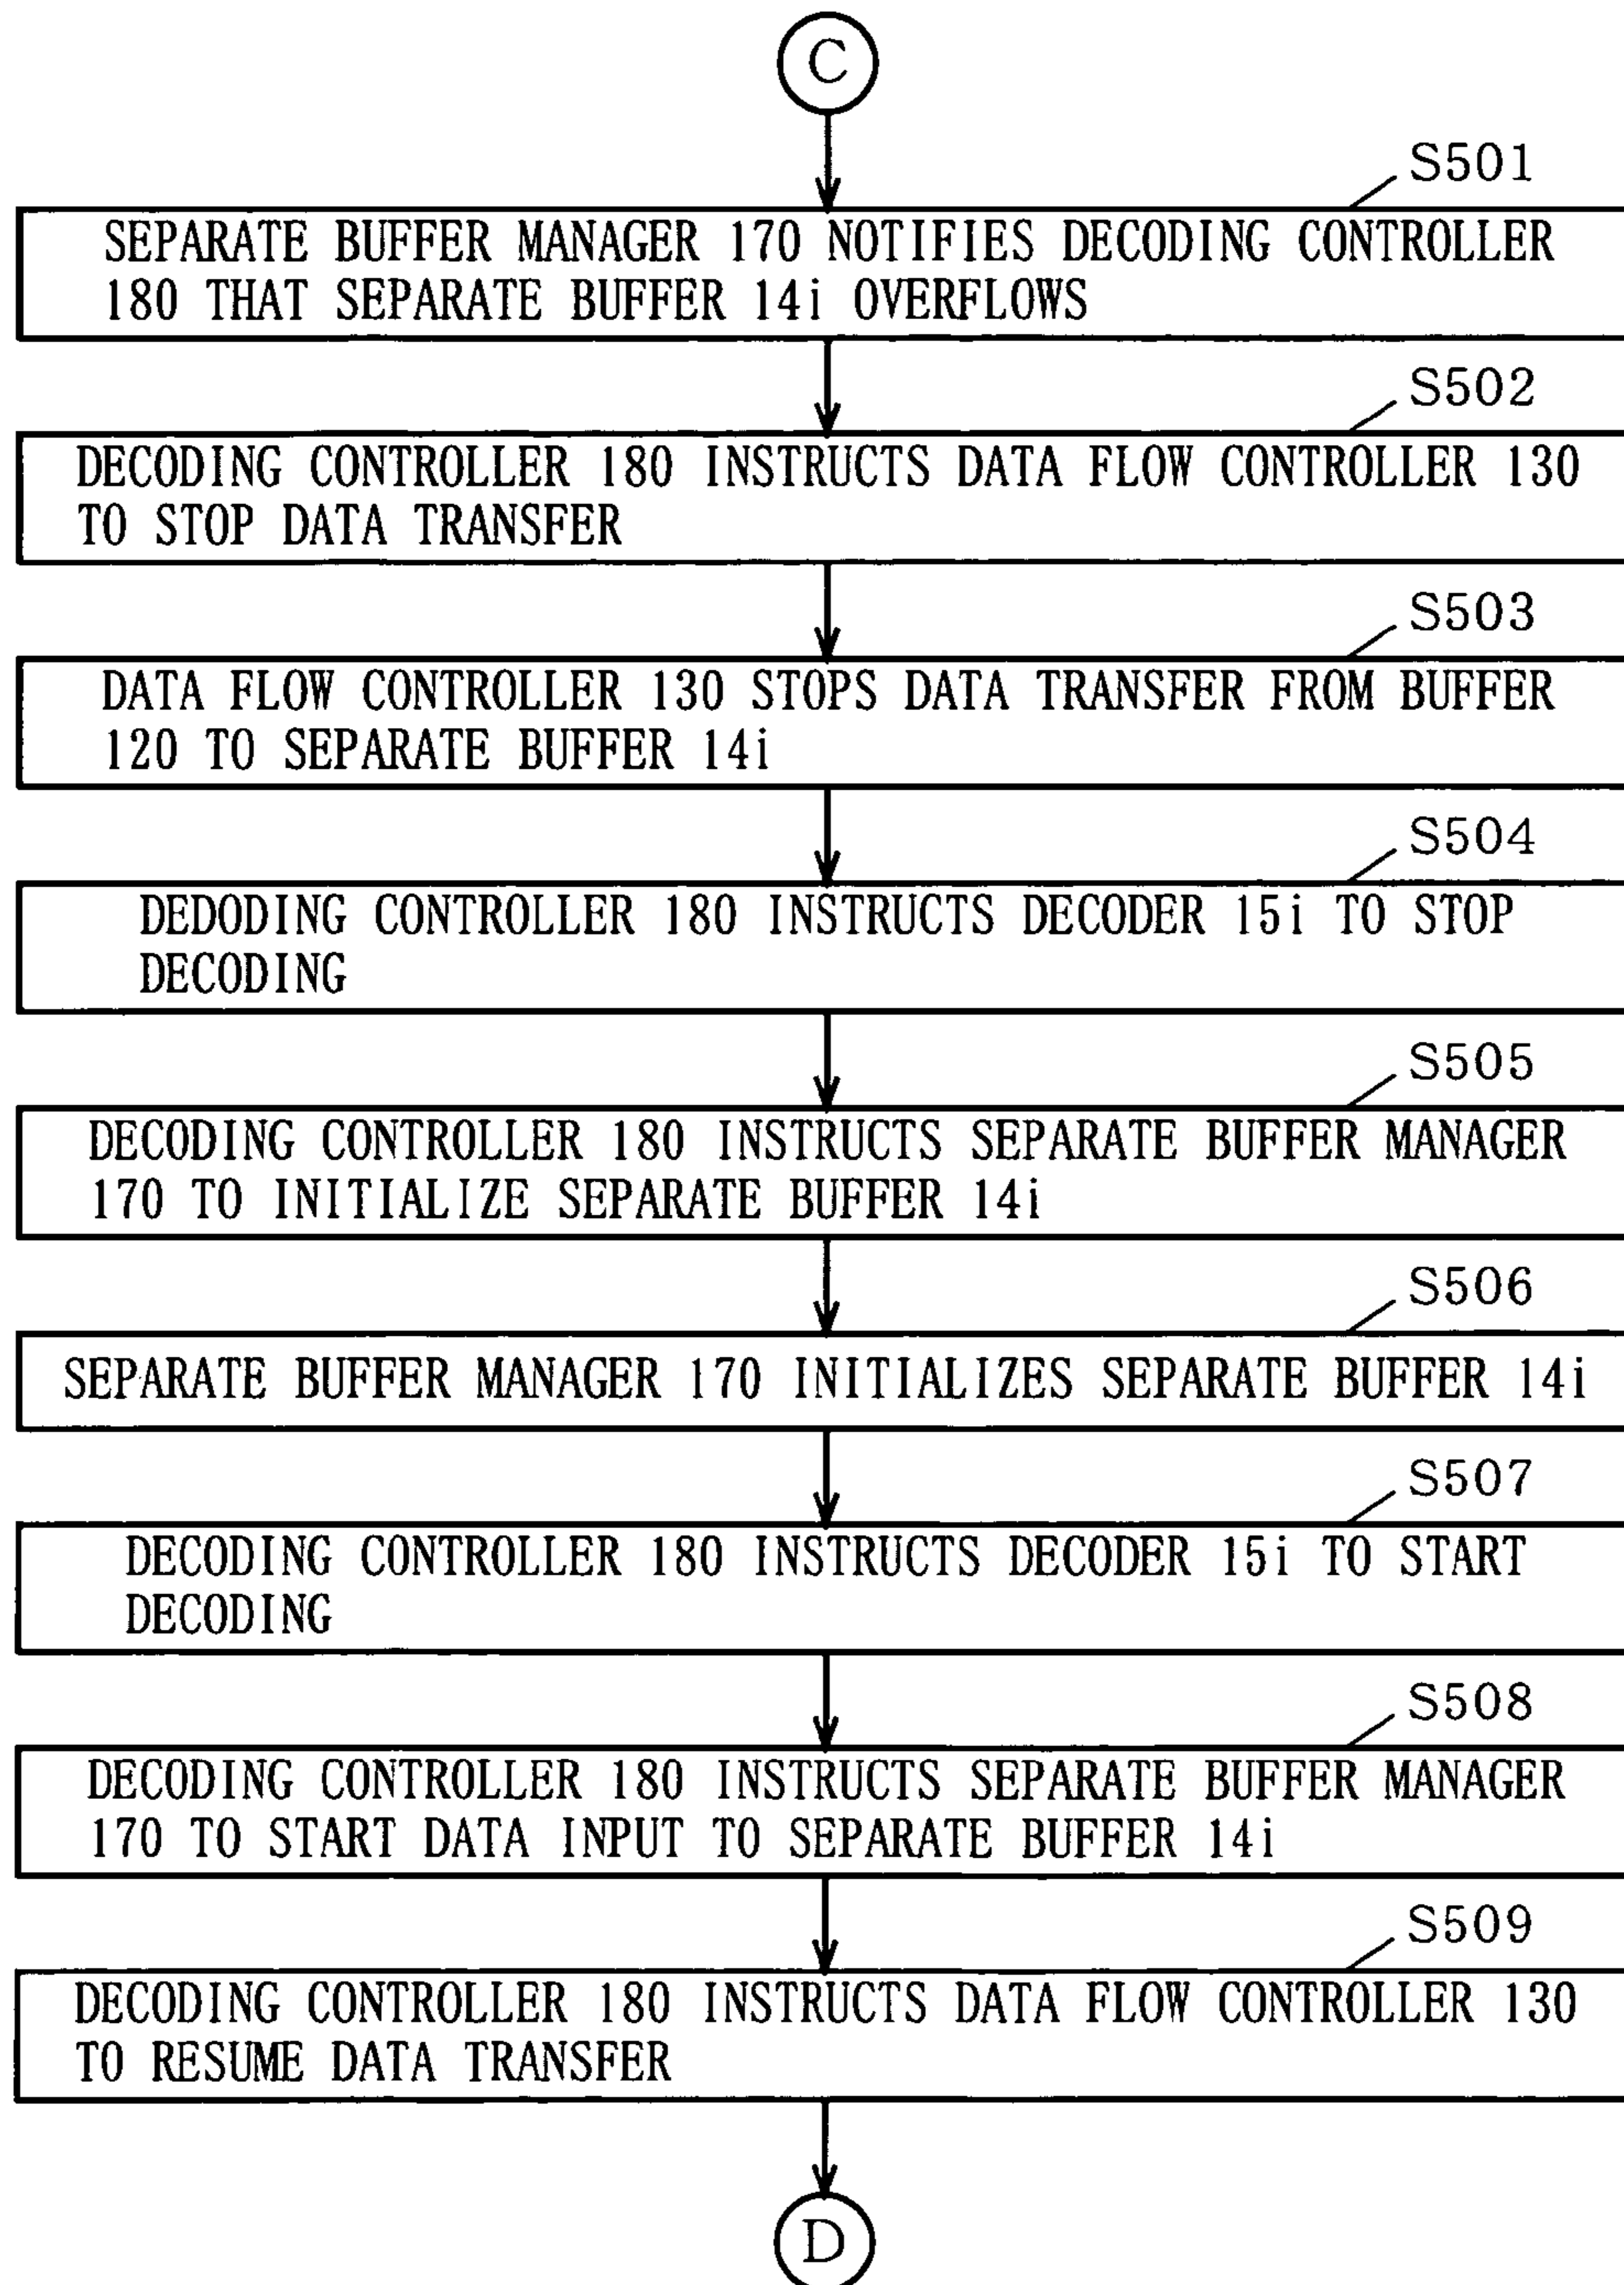 C
S501
SEPARATE BUFFER MANAGER 170 NOTIFIES DECODING CONTROLLER
180 THAT SEPARATE BUFFER 14i OVERFLOWS
S502
DECODING CONTROLLER 180 INSTRUCTS DATA FLOW CONTROLLER 130
TO STOP DATA TRANSFER
S503
DATA FLOW CONTROLLER 130 STOPS DATA TRANSFER FROM BUFFER
120 TO SEPARATE BUFFER 14i
S504
DEDODING CONTROLLER 180 INSTRUCTS DECODER 15i TO STOP
DECODING
S505
DECODING CONTROLLER 180 INSTRUCTS SEPARATE BUFFER MANAGER
170 TO INITIALIZE SEPARATE BUFFER 14i
S506
SEPARATE BUFFER MANAGER 170 INITIALIZES SEPARATE BUFFER 14i
S507
DECODING CONTROLLER 180 INSTRUCTS DECODER 15i TO START
DECODING
S508
DECODING CONTROLLER 180 INSTRUCTS SEPARATE BUFFER MANAGER
170 TO START DATA INPUT TO SEPARATE BUFFER 14i
S509
DECODING CONTROLLER 180 INSTRUCTS DATA FLOW CONTROLLER 130
TO RESUME DATA TRANSFER
D